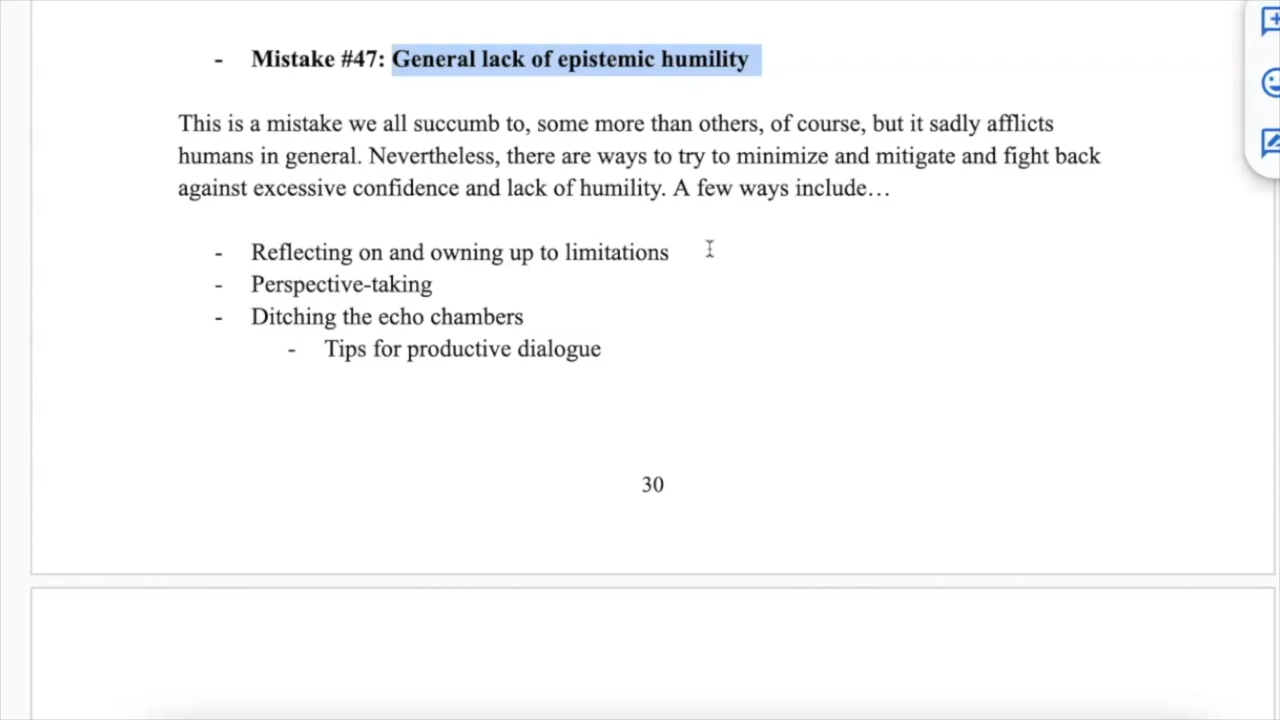 - Mistake #47: General lack of epistemic humility
This is a mistake we all succumb to, some more than others, of course, but it sadly afflicts
humans in general. Nevertheless, there are ways to try to minimize and mitigate and fight back
against excessive confidence and lack of humility. A few ways include…
- Reflecting on and owning up to limitations
- Perspective-taking
- Ditching the echo chambers
- Tips for productive dialogue
30